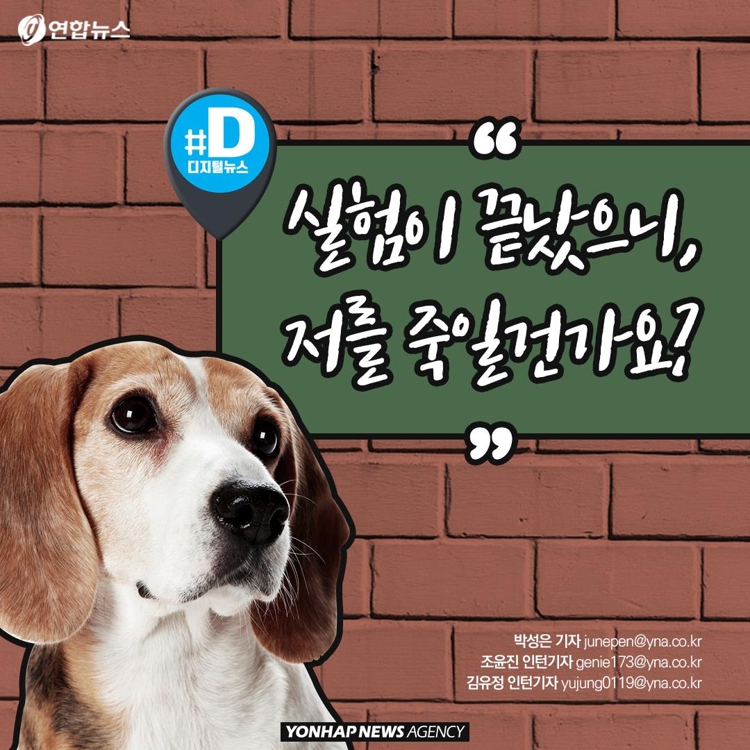 연합뉴스
#D
디지털뉴스
“
실험이 끝났으니,
저를 죽일건가요?
”
박성은 기자 junepen@yna.co.kr
조윤진 인턴기자 genie173@yna.co.kr
김유정 인턴기자 yujung0119@yna.co.kr
YONHAP NEWS AGENCY